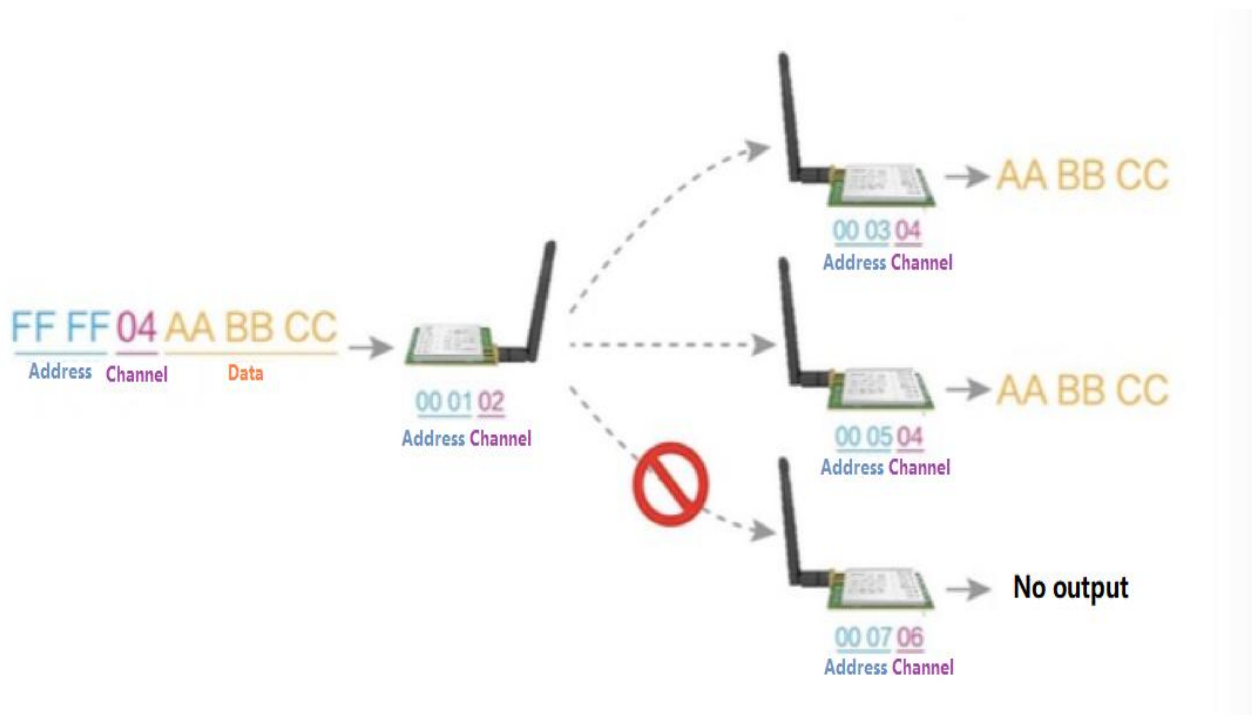 FF FF 04 AA BB CC
Address Channel Data
00 01 02
Address Channel
00 03 04
Address Channel
AA BB CC
00 05 04
Address Channel
AA BB CC
00 07 06
Address Channel
No output